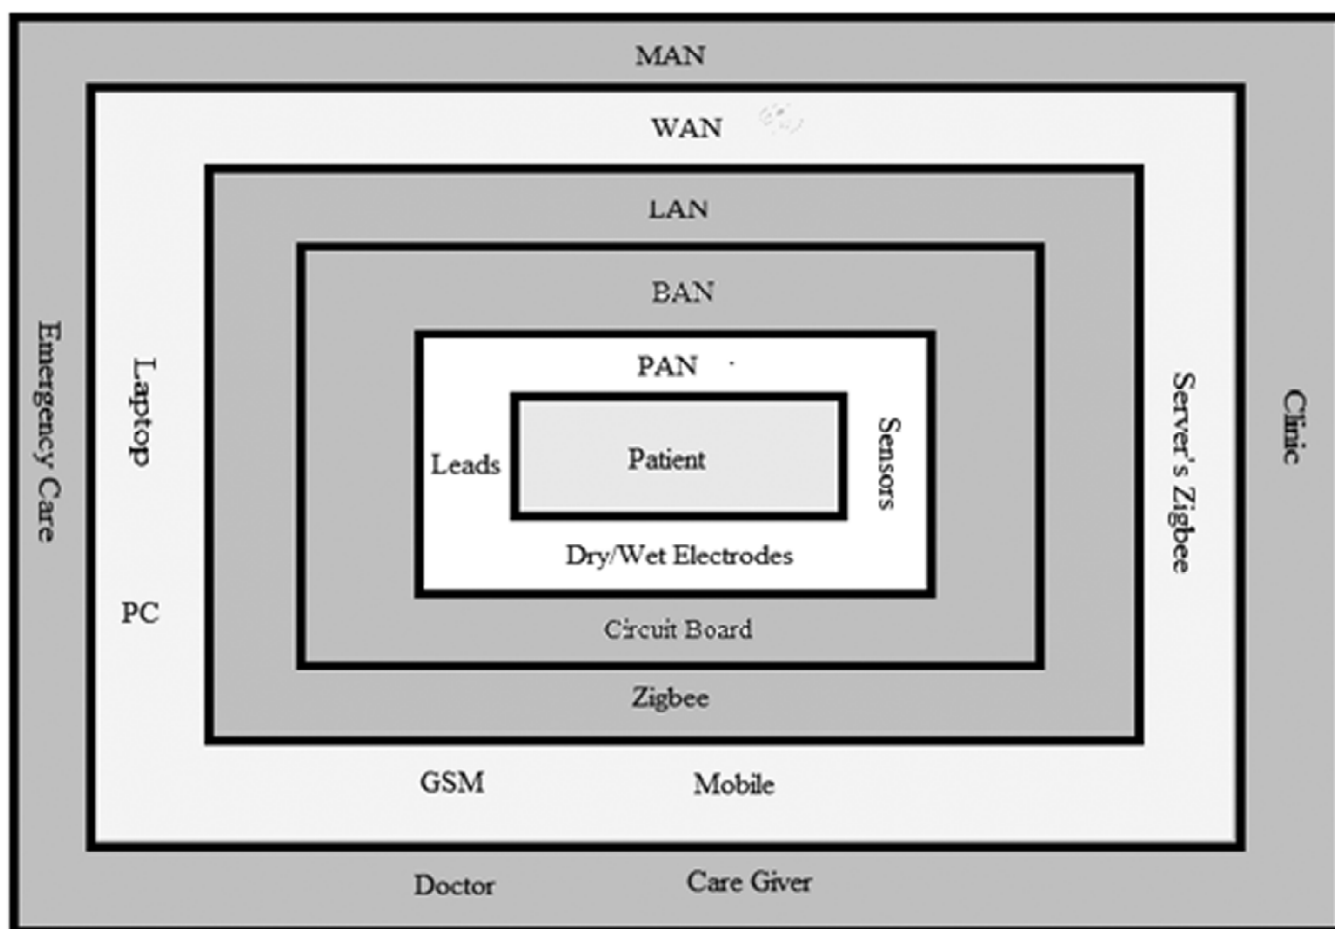 MAN
WAN
LAN
BAN
PAN
Emergency Care
Laptop
PC
Leads
Patient
Sensors
Server's Zigbee
Clinic
Dry/Wet Electrodes
Circuit Board
Zigbee
GSM
Mobile
Doctor
Care Giver